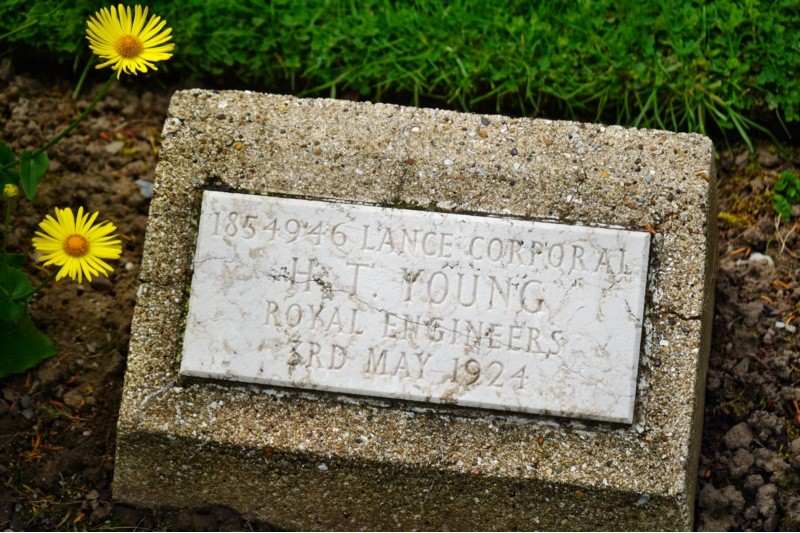 1854946 LANCE CORPORAL
H. T. YOUNG
ROYAL ENGINEERS
3RD MAY 1924